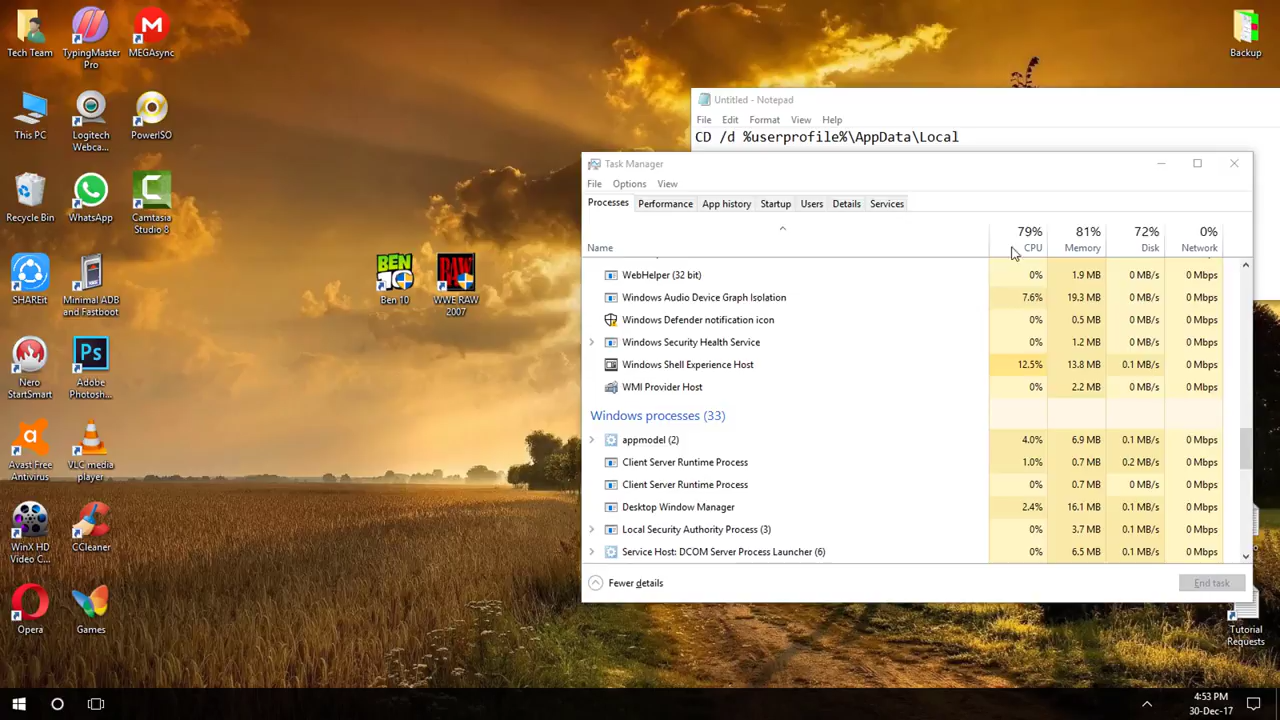 Tech Team
TypingMaster
Pro
MEGAsync
Backup
This PC
Logitech
Webca...
PowerISO
Recycle Bin
WhatsApp
Camtasia
Studio 8
SHAREit
Minimal ADB
and Fastboot
BEN
10
Ben 10
RAW
WWE RAW
2007
Nero
StartSmart
Ps
Adobe
Photosh...
Avast Free
Antivirus
VLC media
player
WinX HD
Video C...
CCleaner
Opera
Games
Untitled - Notepad
File Edit Format View Help
CD /d %userprofile%\AppData\Local
Task Manager
File Options View
Processes Performance App history Startup Users Details Services
79% 81% 72% 0%
Name CPU Memory Disk Network
WebHelper (32 bit) 0% 1.9 MB 0 MB/s 0 Mbps
Windows Audio Device Graph Isolation 7.6% 19.3 MB 0 MB/s 0 Mbps
Windows Defender notification icon 0% 0.5 MB 0 MB/s 0 Mbps
Windows Security Health Service 0% 1.2 MB 0 MB/s 0 Mbps
Windows Shell Experience Host 12.5% 13.8 MB 0.1 MB/s 0 Mbps
WMI Provider Host 0% 2.2 MB 0 MB/s 0 Mbps
Windows processes (33)
appmodel (2) 4.0% 6.9 MB 0.1 MB/s 0 Mbps
Client Server Runtime Process 1.0% 0.7 MB 0.2 MB/s 0 Mbps
Client Server Runtime Process 0% 0.7 MB 0 MB/s 0 Mbps
Desktop Window Manager 2.4% 16.1 MB 0.1 MB/s 0 Mbps
Local Security Authority Process (3) 0% 3.7 MB 0.1 MB/s 0 Mbps
Service Host: DCOM Server Process Launcher (6) 0% 6.5 MB 0.1 MB/s 0 Mbps
Fewer details End task
Tutorial
Requests
4:53 PM
30-Dec-17